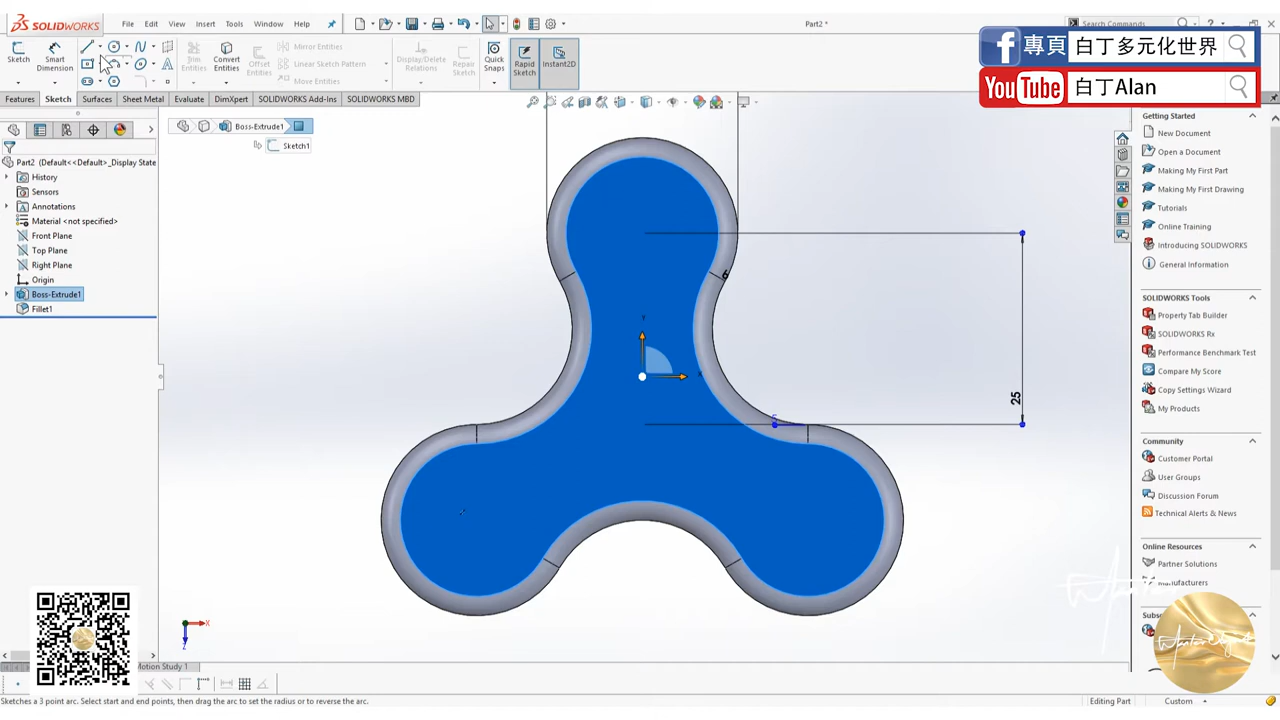 SOLIDWORKS
File Edit View Insert Tools Window Help
Part2 *
Search Commands
專頁 白丁多元化世界
YouTube 白丁Alan
Sketch
Smart Dimension
Trim Entities
Convert Entities
Offset Entities
Mirror Entities
Linear Sketch Pattern
Move Entities
Display/Delete Relations
Repair Sketch
Quick Snaps
Rapid Sketch
Instant2D
Features Sketch Surfaces Sheet Metal Evaluate DimXpert SOLIDWORKS Add-Ins SOLIDWORKS MBD
Boss-Extrude1
Sketch1
Part2 (Default<<Default>_Display State
History
Sensors
Annotations
Material <not specified>
Front Plane
Top Plane
Right Plane
Origin
Boss-Extrude1
Fillet1
6
25
5
Y
X
X
Z
Getting Started
New Document
Open a Document
Making My First Part
Making My First Drawing
Tutorials
Online Training
Introducing SOLIDWORKS
General Information
SOLIDWORKS Tools
Property Tab Builder
SOLIDWORKS Rx
Performance Benchmark Test
Compare My Score
Copy Settings Wizard
My Products
Community
Customer Portal
User Groups
Discussion Forum
Technical Alerts & News
Online Resources
Partner Solutions
Manufacturers
Motion Study 1
Sketches a 3 point arc. Select start and end points, then drag the arc to set the radius or to reverse the arc.
Editing Part
Custom